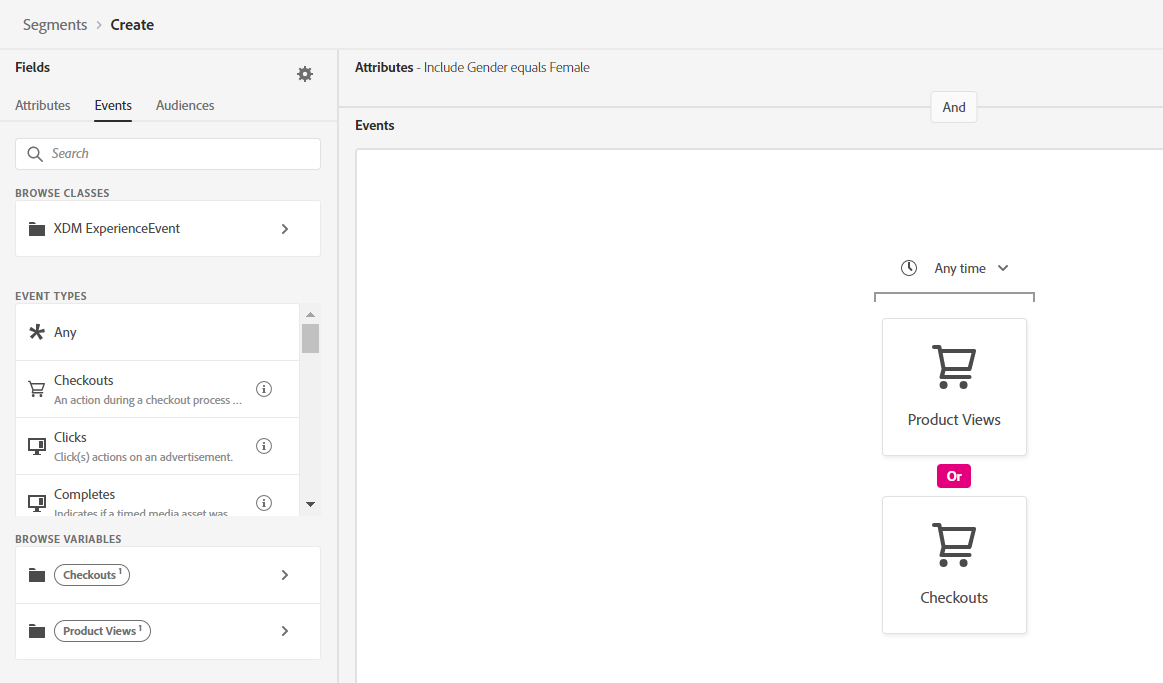 Segments > Create
Fields
Attributes Events Audiences
Search
BROWSE CLASSES
XDM ExperienceEvent
EVENT TYPES
Any
Checkouts
An action during a checkout process ...
Clicks
Click(s) actions on an advertisement.
Completes
Indicates if a timed media asset was
BROWSE VARIABLES
Checkouts 1
Product Views 1
Attributes - Include Gender equals Female
And
Events
Any time
Product Views
Or
Checkouts